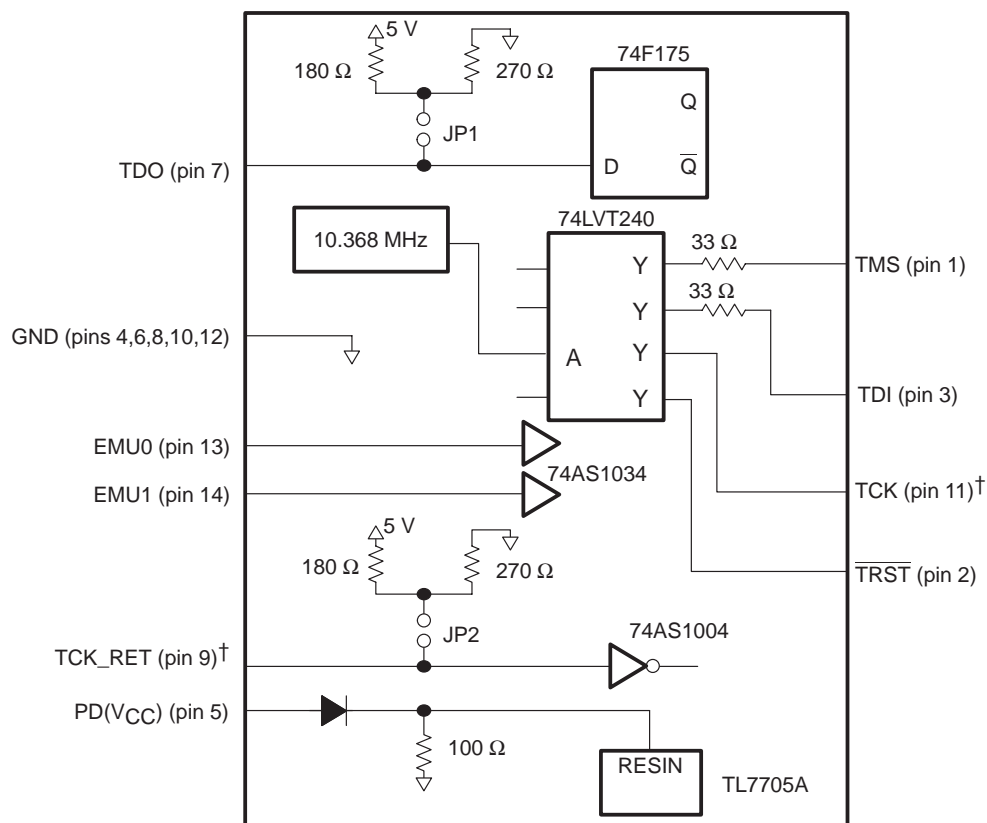 5 V
180 Ω
270 Ω
JP1
74F175
Q
D
Q̅
TDO (pin 7)
10.368 MHz
74LVT240
Y
33 Ω
TMS (pin 1)
Y
33 Ω
GND (pins 4,6,8,10,12)
A
Y
Y
TDI (pin 3)
EMU0 (pin 13)
74AS1034
EMU1 (pin 14)
TCK (pin 11)†
5 V
180 Ω
270 Ω
T̅R̅S̅T̅ (pin 2)
JP2
74AS1004
TCK_RET (pin 9)†
PD(VCC) (pin 5)
100 Ω
RESIN
TL7705A